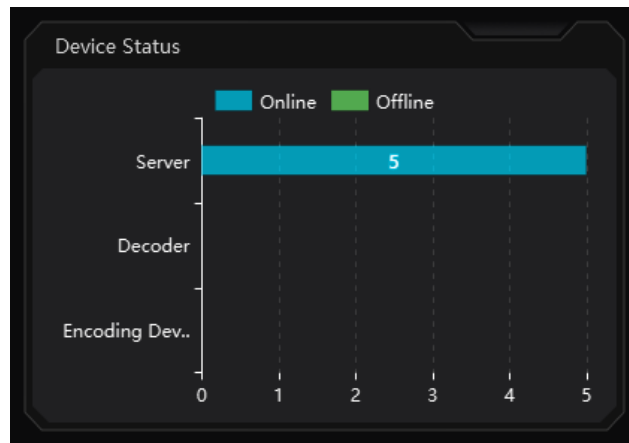 Device Status
Online Offline
Server 5
Decoder
Encoding Dev..
0 1 2 3 4 5